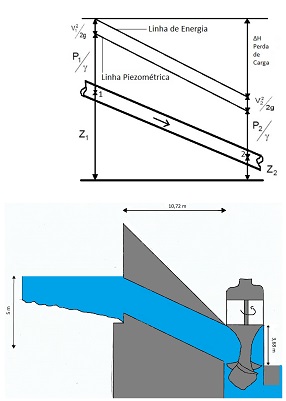 V₁²/2g
Linha de Energia
ΔH
Perda
de
Carga
P₁/γ
Linha Piezométrica
V₂²/2g
1
P₂/γ
Z₁
2
Z₂
10,72 m
5 m
3,88 m